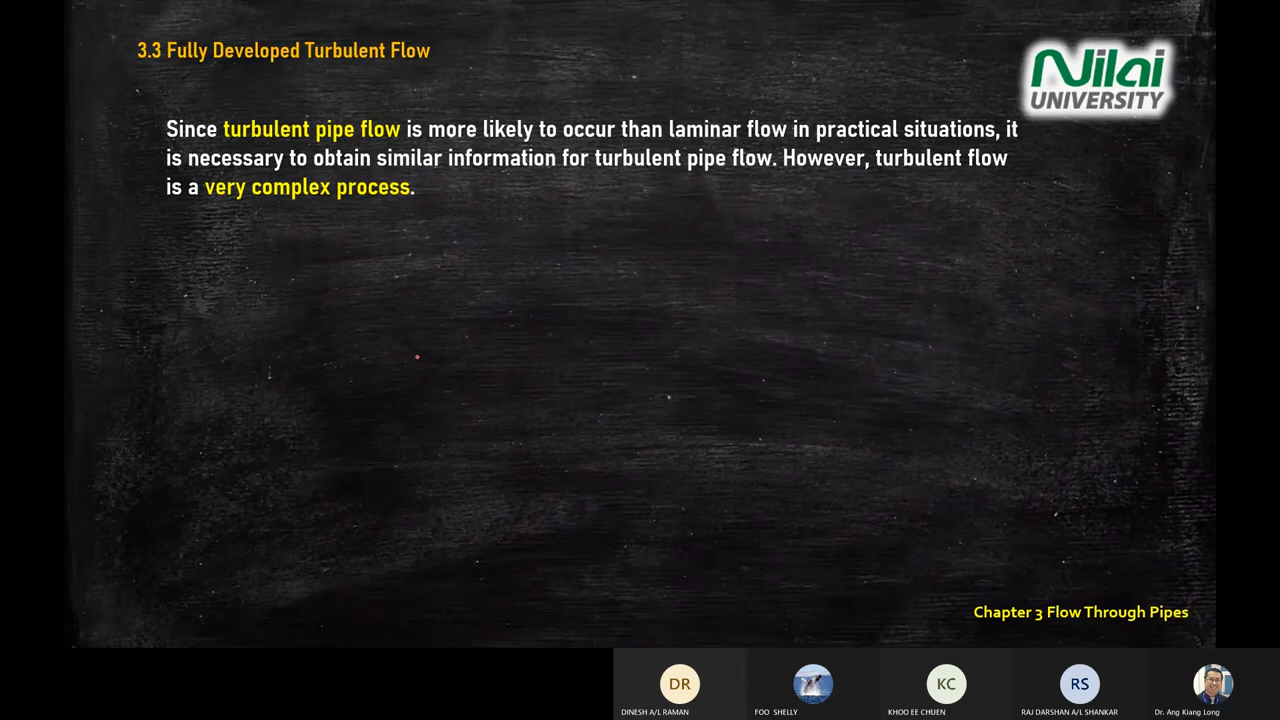 3.3 Fully Developed Turbulent Flow
Nilai
UNIVERSITY
Since turbulent pipe flow is more likely to occur than laminar flow in practical situations, it
is necessary to obtain similar information for turbulent pipe flow. However, turbulent flow
is a very complex process.
Chapter 3 Flow Through Pipes
DR
KC
RS
DINESH A/L RAMAN
FOO SHELLY
KHOO EE CHUEN
RAJ DARSHAN A/L SHANKAR
Dr. Ang Kiang Long